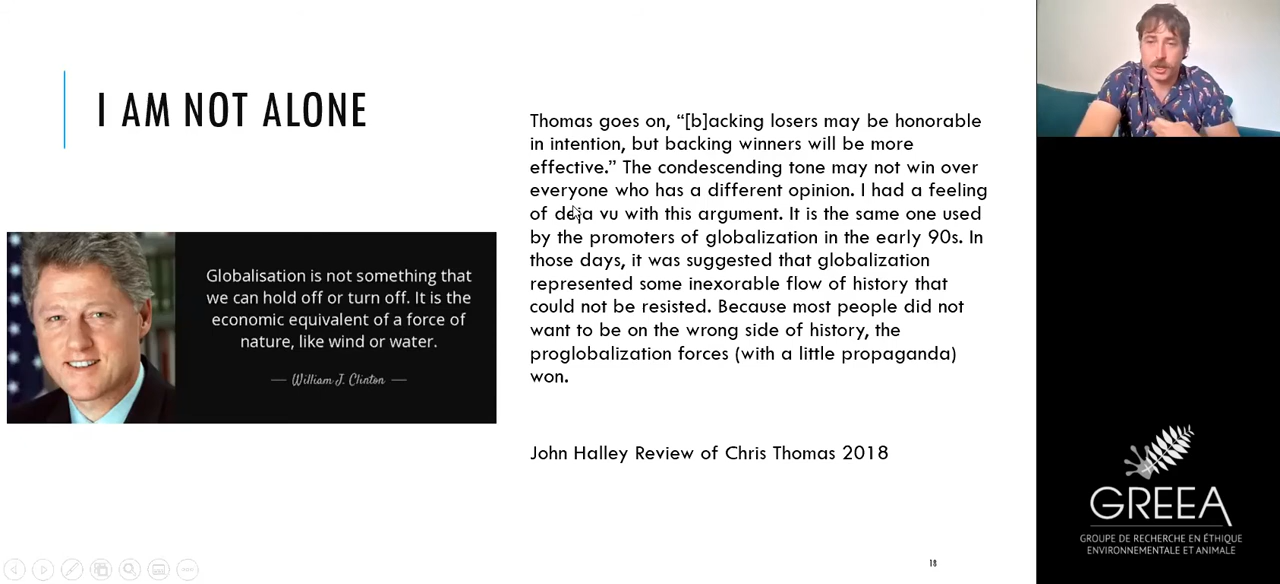 I AM NOT ALONE
Globalisation is not something that
we can hold off or turn off. It is the
economic equivalent of a force of
nature, like wind or water.
— William J. Clinton —
Thomas goes on, “[b]acking losers may be honorable
in intention, but backing winners will be more
effective.” The condescending tone may not win over
everyone who has a different opinion. I had a feeling
of deja vu with this argument. It is the same one used
by the promoters of globalization in the early 90s. In
those days, it was suggested that globalization
represented some inexorable flow of history that
could not be resisted. Because most people did not
want to be on the wrong side of history, the
proglobalization forces (with a little propaganda)
won.
John Halley Review of Chris Thomas 2018
18
GREEA
GROUPE DE RECHERCHE EN ÉTHIQUE
ENVIRONNEMENTALE ET ANIMALE